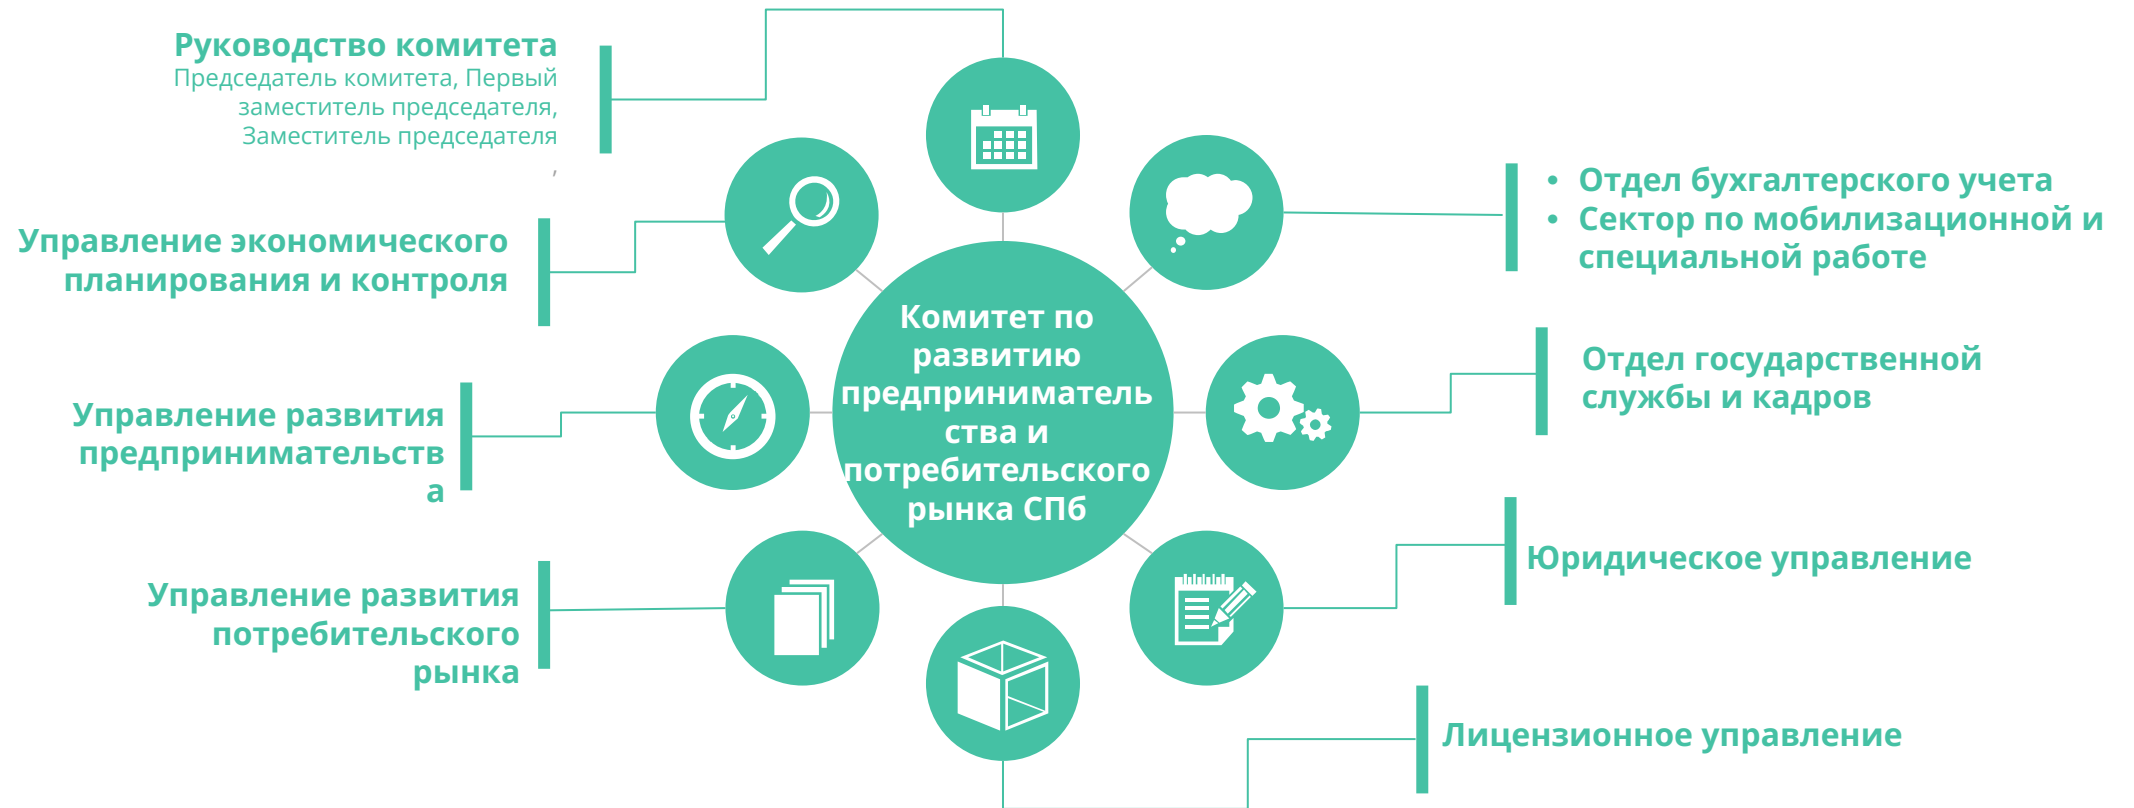 Руководство комитета
Председатель комитета, Первый
заместитель председателя,
Заместитель председателя
,
Управление экономического
планирования и контроля
Управление развития
предпринимательств
а
Управление развития
потребительского
рынка
Комитет по
развитию
предприниматель
ства и
потребительского
рынка СПб
• Отдел бухгалтерского учета
• Сектор по мобилизационной и
специальной работе
Отдел государственной
службы и кадров
Юридическое управление
Лицензионное управление